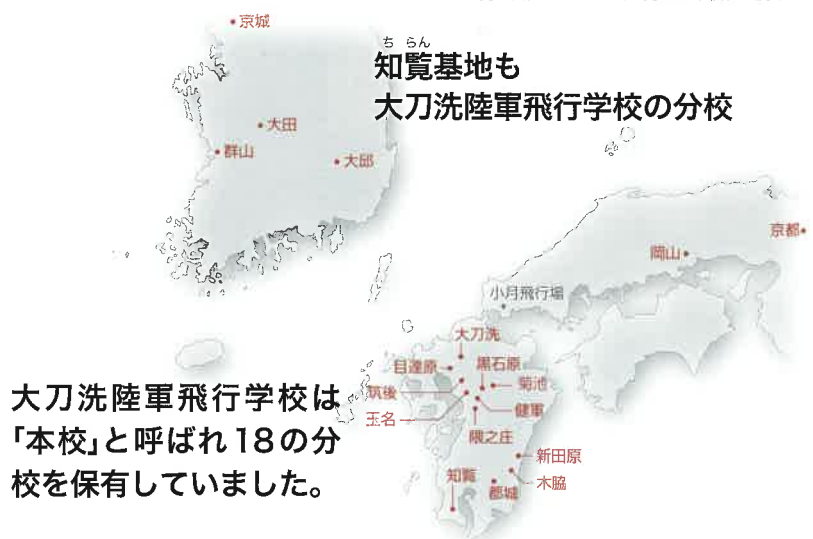 京城
ち らん
知覧基地も
大刀洗陸軍飛行学校の分校
大田
群山
大邱
京都
岡山
小月飛行場
大刀洗
目達原
黒石原
筑後
菊池
玉名
健軍
隈之庄
新田原
木脇
知覧
都城
大刀洗陸軍飛行学校は
「本校」と呼ばれ18の分
校を保有していました。